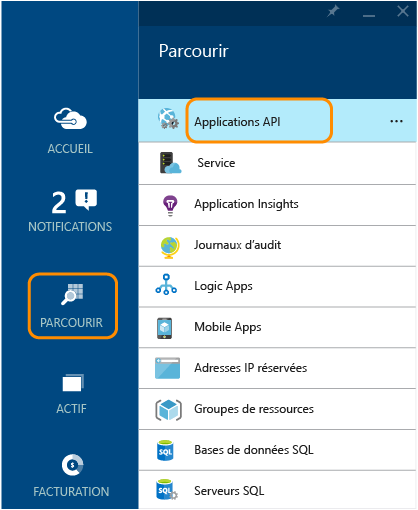 Parcourir
ACCUEIL
2
NOTIFICATIONS
PARCOURIR
ACTIF
FACTURATION
Applications API
...
Service
Application Insights
Journaux d'audit
Logic Apps
Mobile Apps
Adresses IP réservées
Groupes de ressources
SQL Bases de données SQL
SQL Serveurs SQL